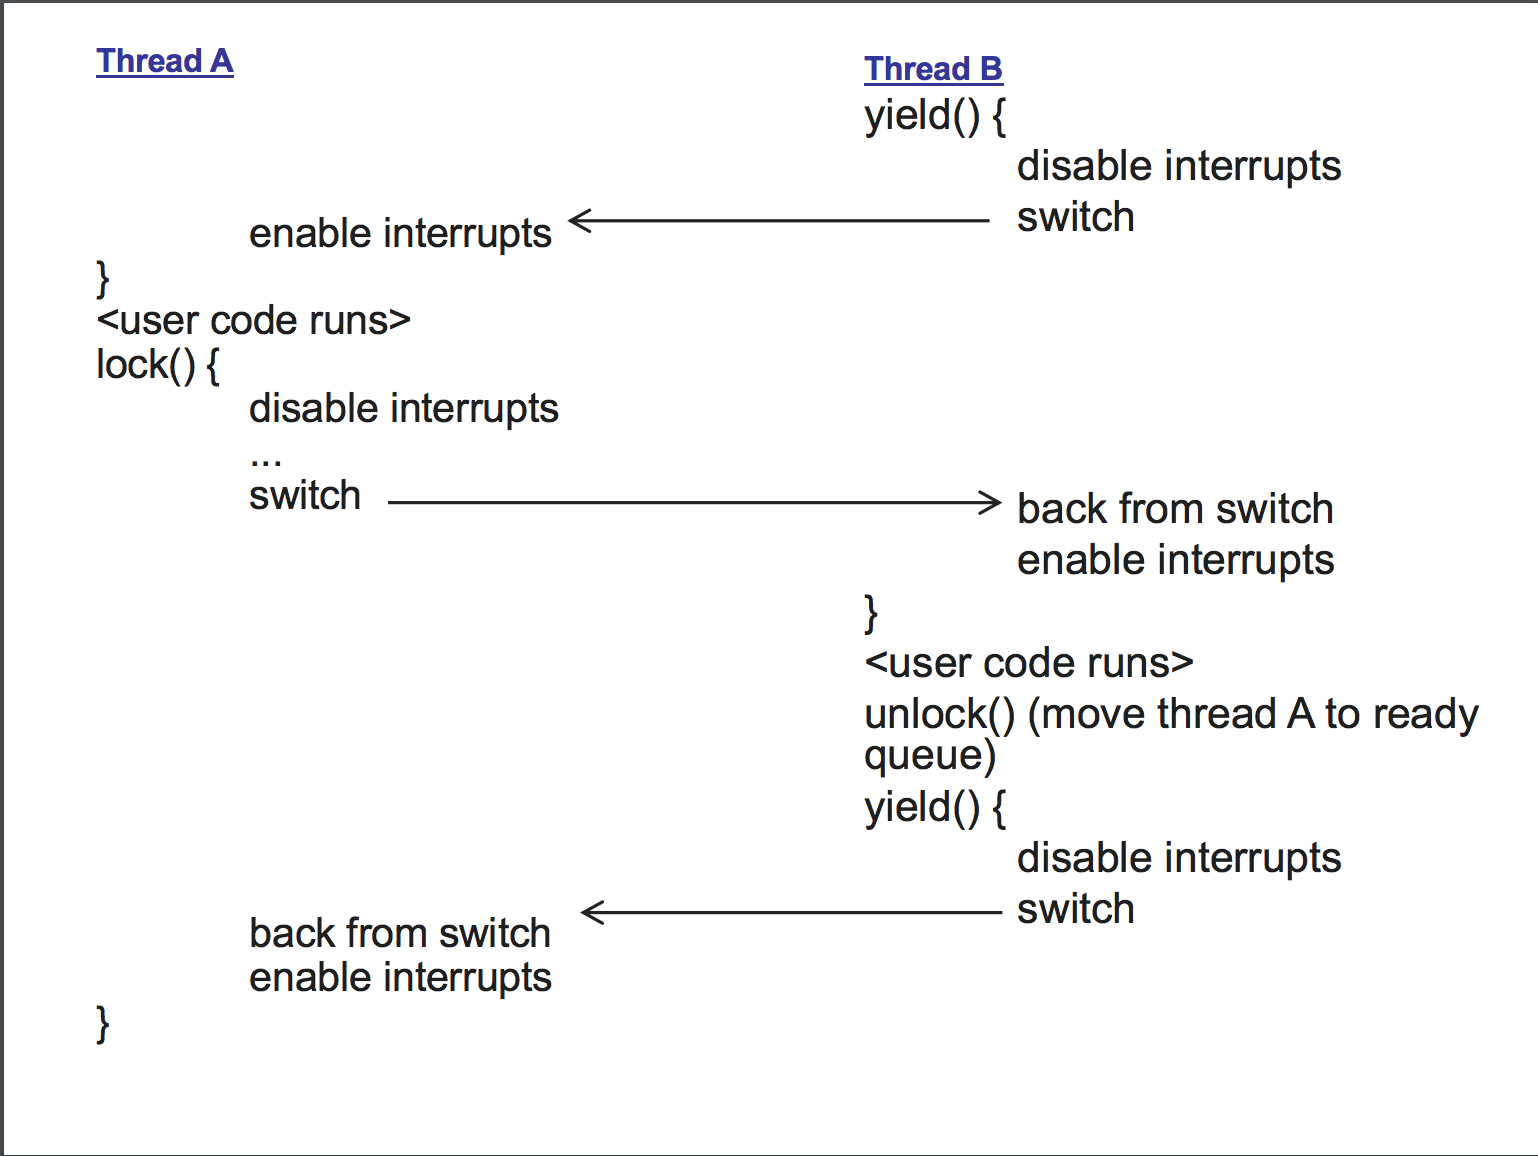 Thread A
Thread B
yield() {
disable interrupts
switch
enable interrupts
}
<user code runs>
lock() {
disable interrupts
...
switch
back from switch
enable interrupts
}
<user code runs>
unlock() (move thread A to ready
queue)
yield() {
disable interrupts
switch
back from switch
enable interrupts
}